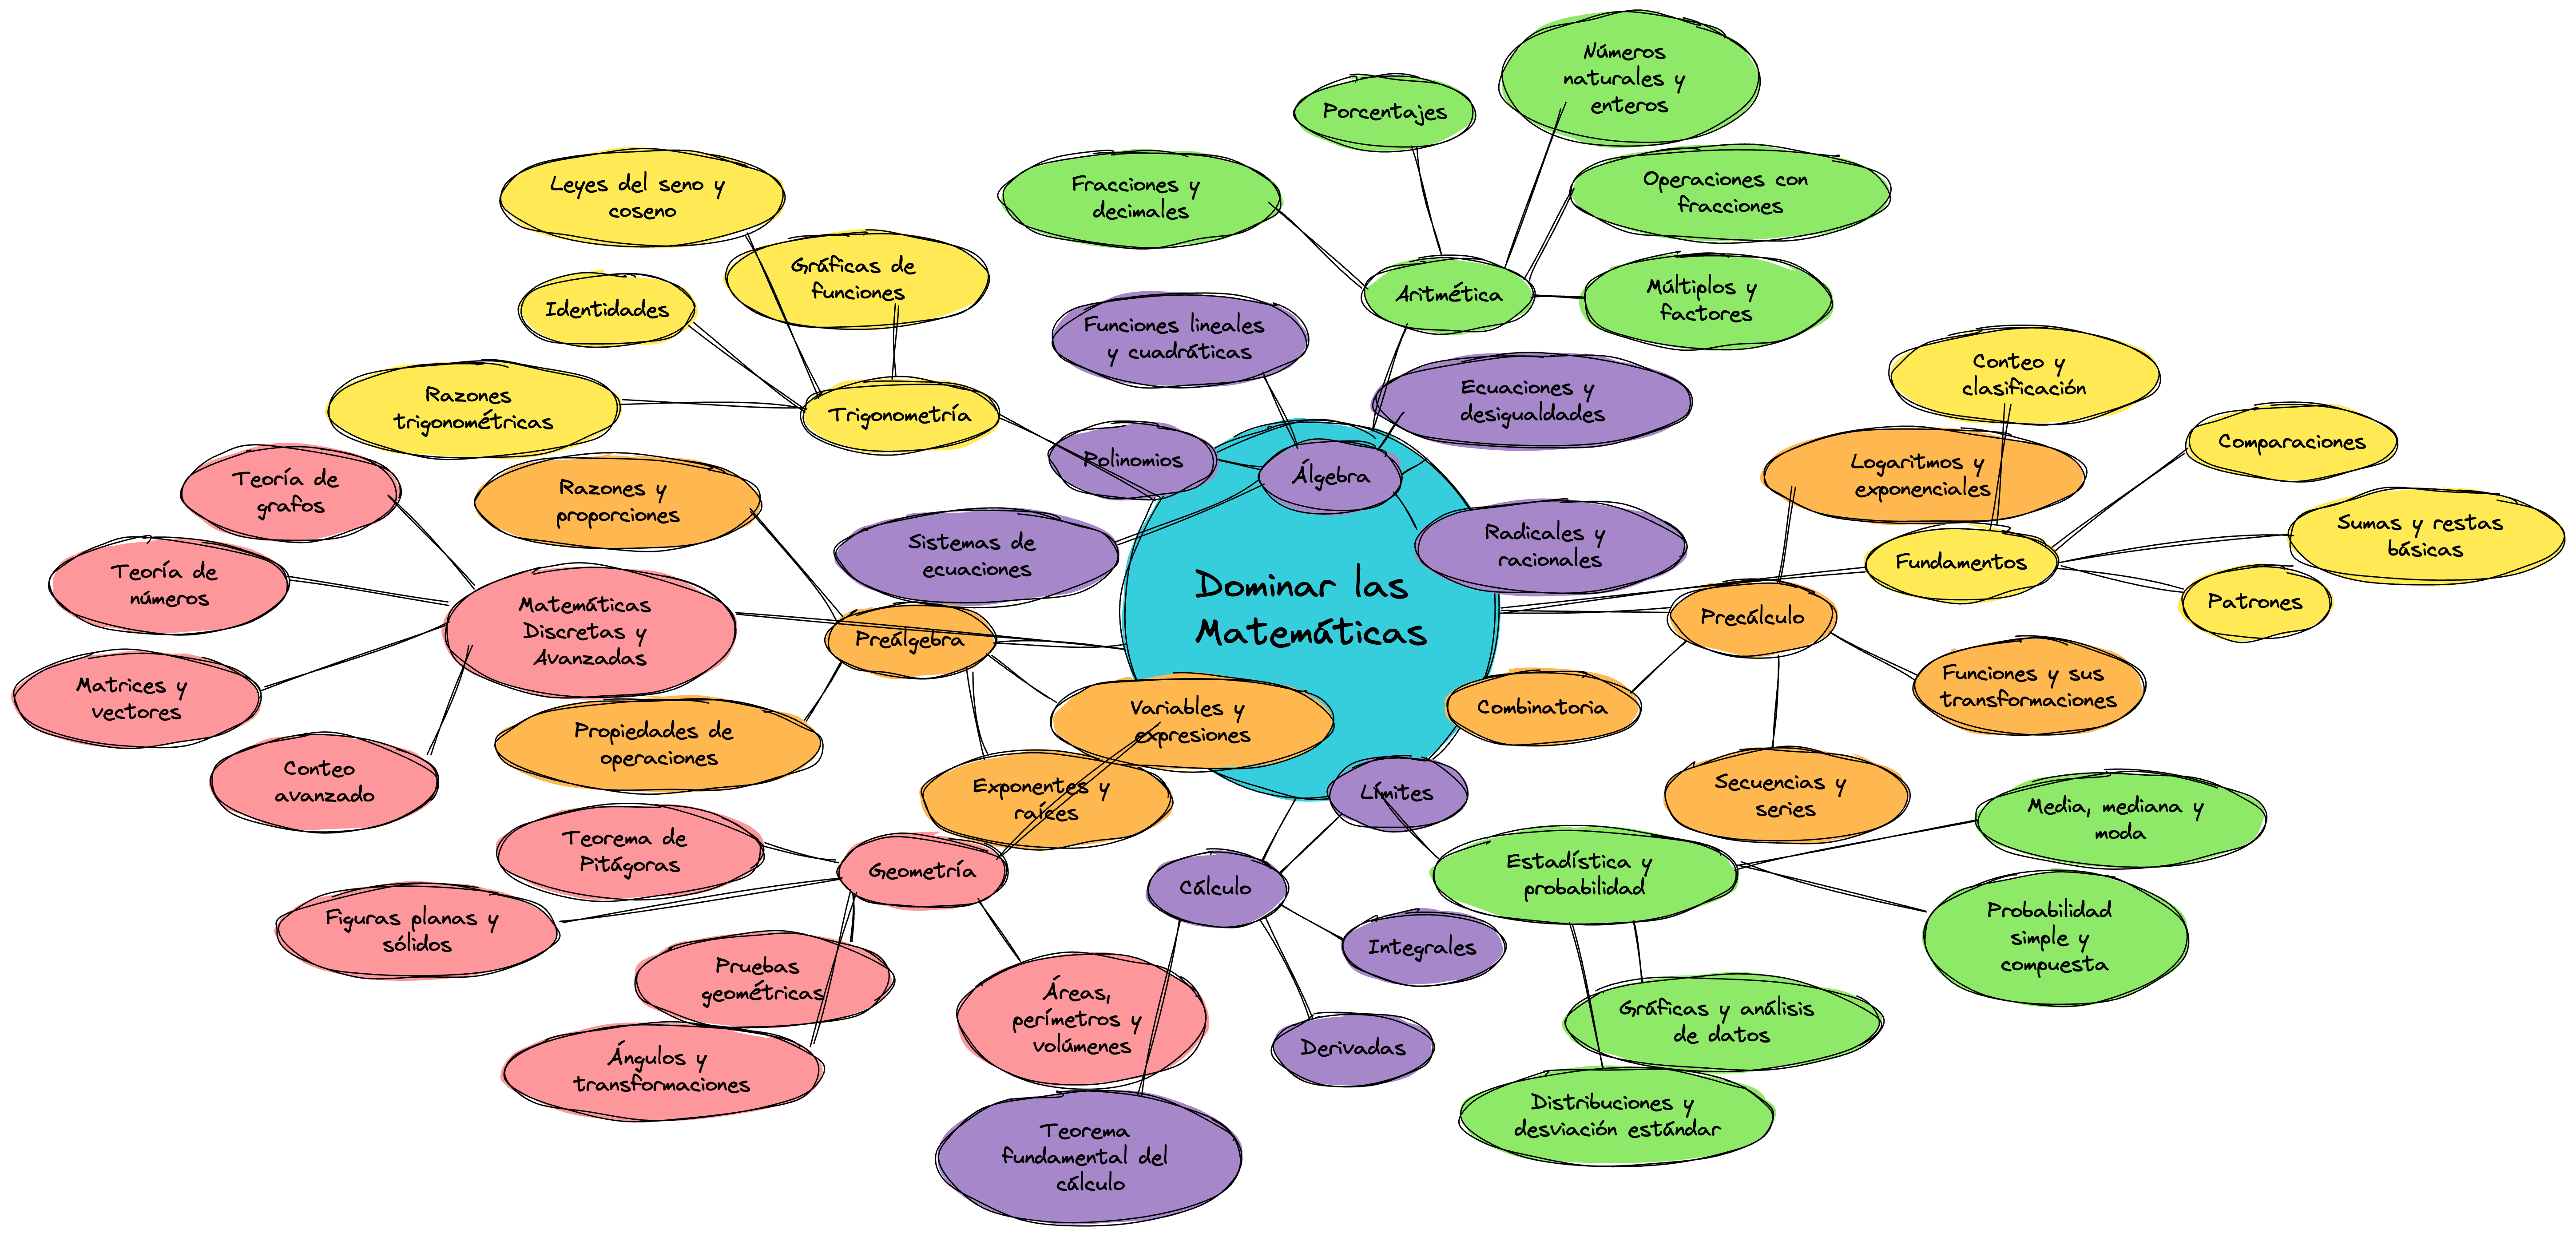 Dominar las
Matemáticas
Aritmética
Números
naturales y
enteros
Porcentajes
Fracciones y
decimales
Operaciones con
fracciones
Múltiplos y
factores
Álgebra
Funciones lineales
y cuadráticas
Ecuaciones y
desigualdades
Polinomios
Sistemas de
ecuaciones
Radicales y
racionales
Trigonometría
Leyes del seno y
coseno
Gráficas de
funciones
Identidades
Razones
trigonométricas
Fundamentos
Conteo y
clasificación
Comparaciones
Sumas y restas
básicas
Patrones
Precálculo
Logaritmos y
exponenciales
Funciones y sus
transformaciones
Combinatoria
Secuencias y
series
Preálgebra
Razones y
proporciones
Propiedades de
operaciones
Variables y
expresiones
Exponentes y
raíces
Matemáticas
Discretas y
Avanzadas
Teoría de
grafos
Teoría de
números
Matrices y
vectores
Conteo
avanzado
Geometría
Teorema de
Pitágoras
Figuras planas y
sólidos
Pruebas
geométricas
Ángulos y
transformaciones
Áreas,
perímetros y
volúmenes
Cálculo
Límites
Integrales
Derivadas
Teorema
fundamental del
cálculo
Estadística y
probabilidad
Media, mediana y
moda
Probabilidad
simple y
compuesta
Gráficas y análisis
de datos
Distribuciones y
desviación estándar